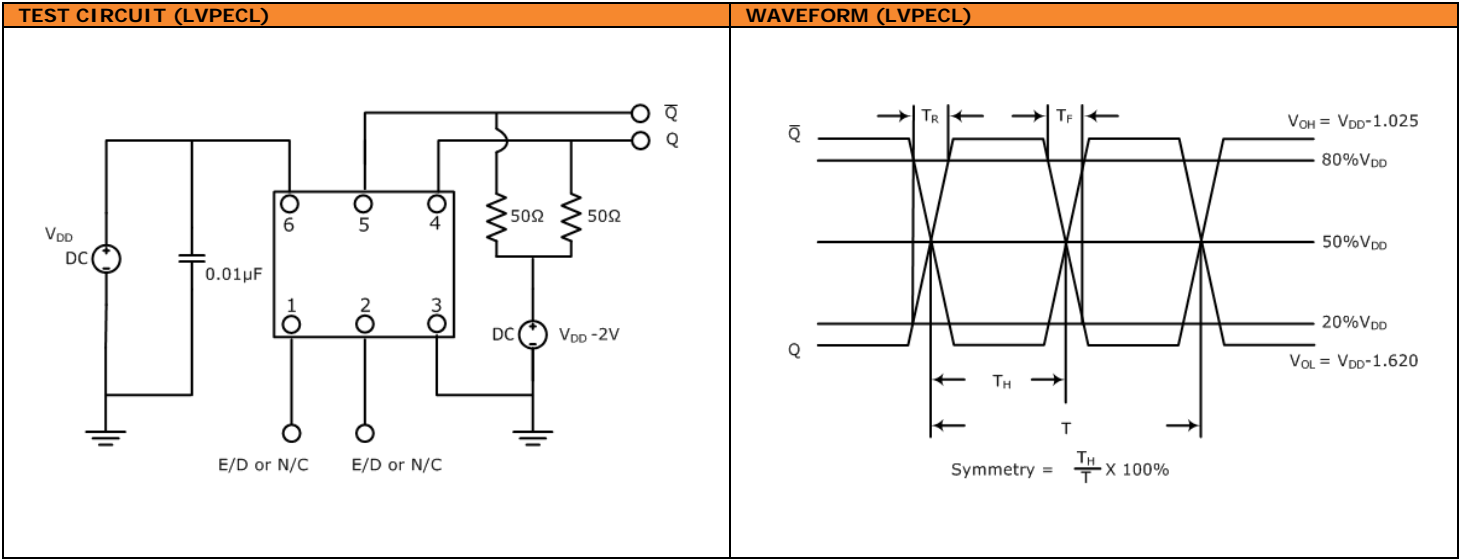 TEST CIRCUIT (LVPECL)
Q̅
Q
6
5
4
50Ω
50Ω
V_DD
DC
0.01µF
1
2
3
DC
V_DD -2V
E/D or N/C
E/D or N/C
WAVEFORM (LVPECL)
T_R
T_F
Q̅
V_OH = V_DD-1.025
80%V_DD
50%V_DD
20%V_DD
Q
V_OL = V_DD-1.620
T_H
T
Symmetry = T_H/T X 100%